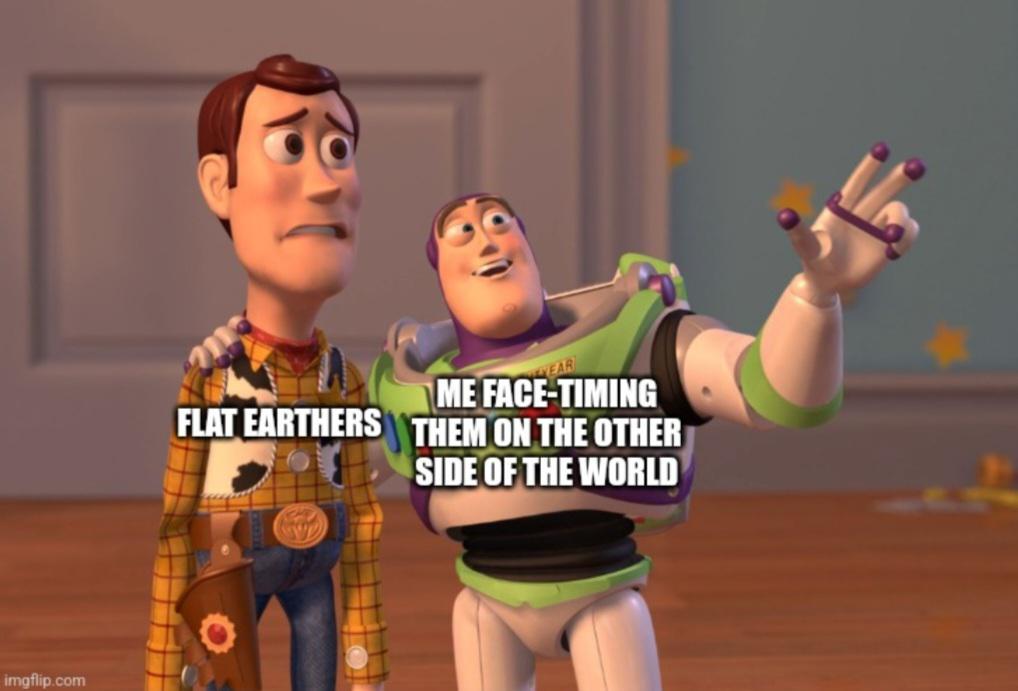 FLAT EARTHERS
ME FACE-TIMING
THEM ON THE OTHER
SIDE OF THE WORLD
imgflip.com